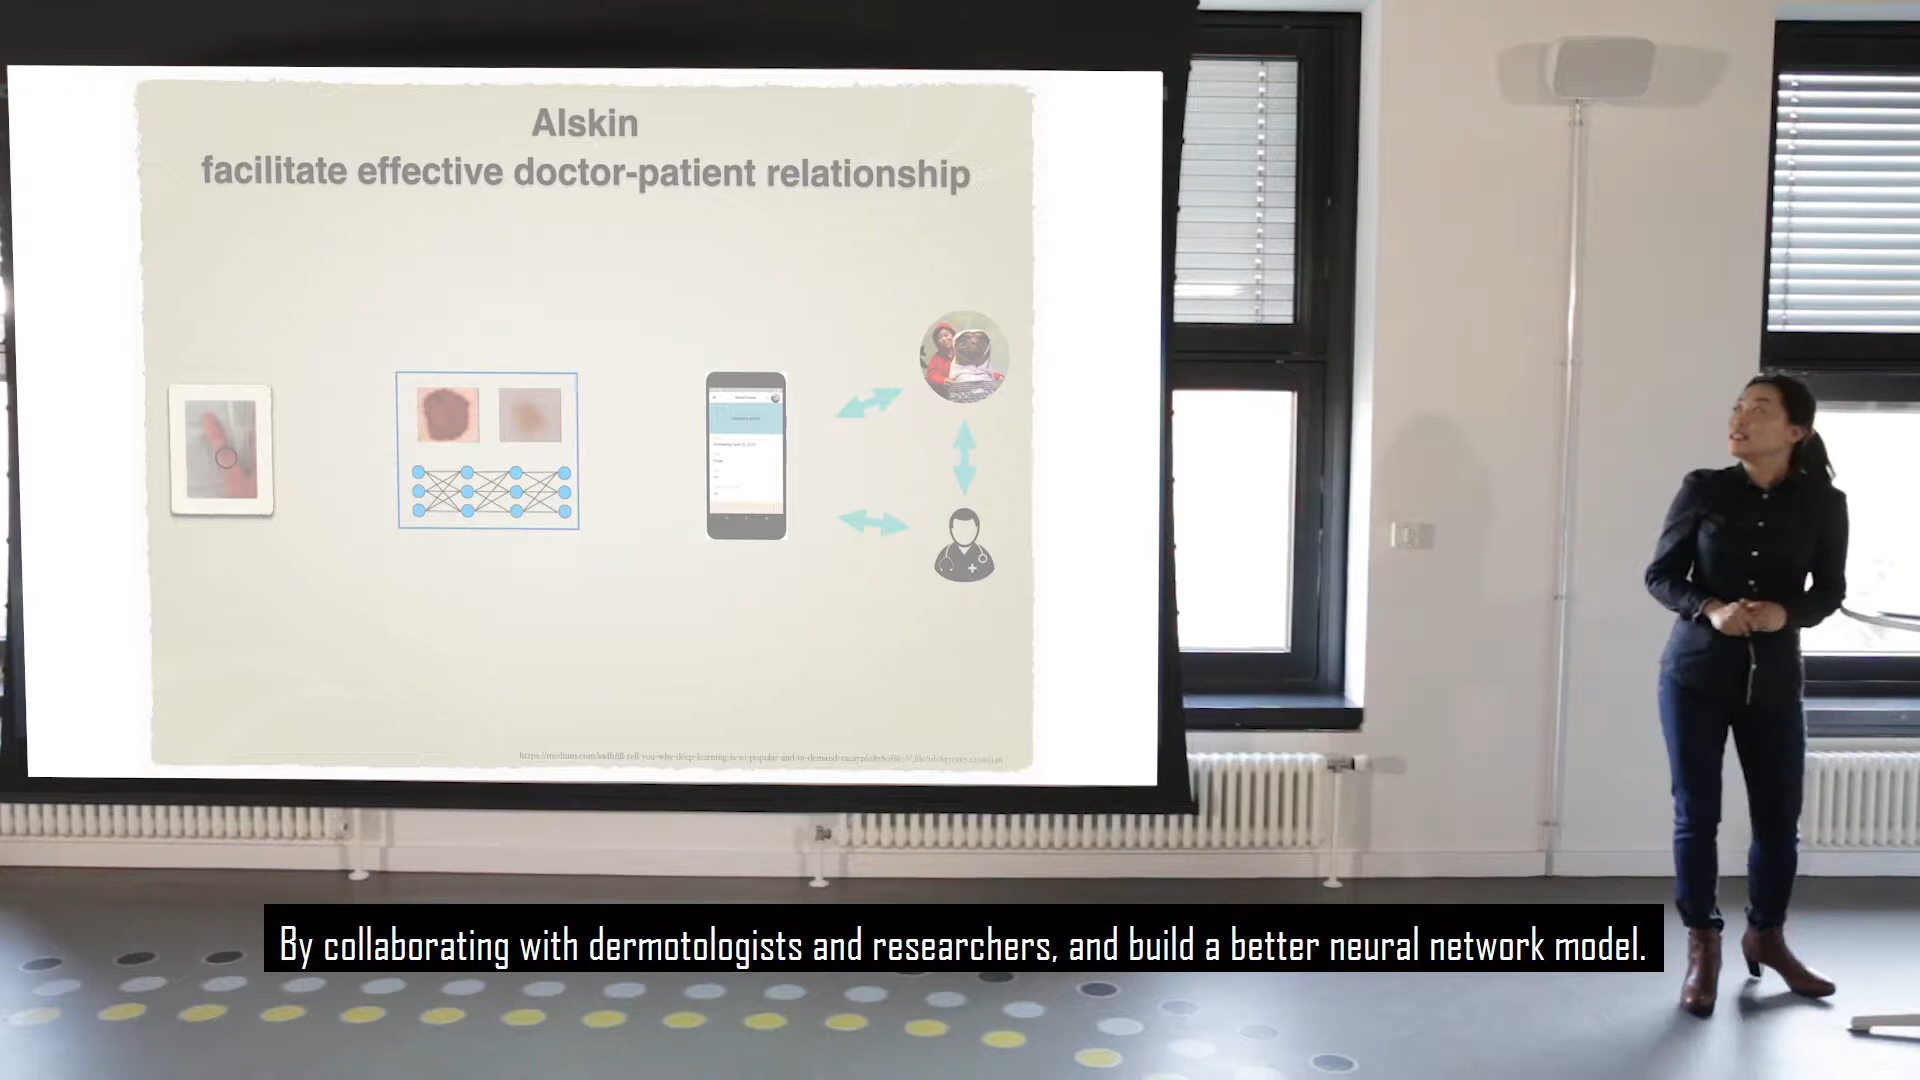 AIskin
facilitate effective doctor-patient relationship
By collaborating with dermotologists and researchers, and build a better neural network model.